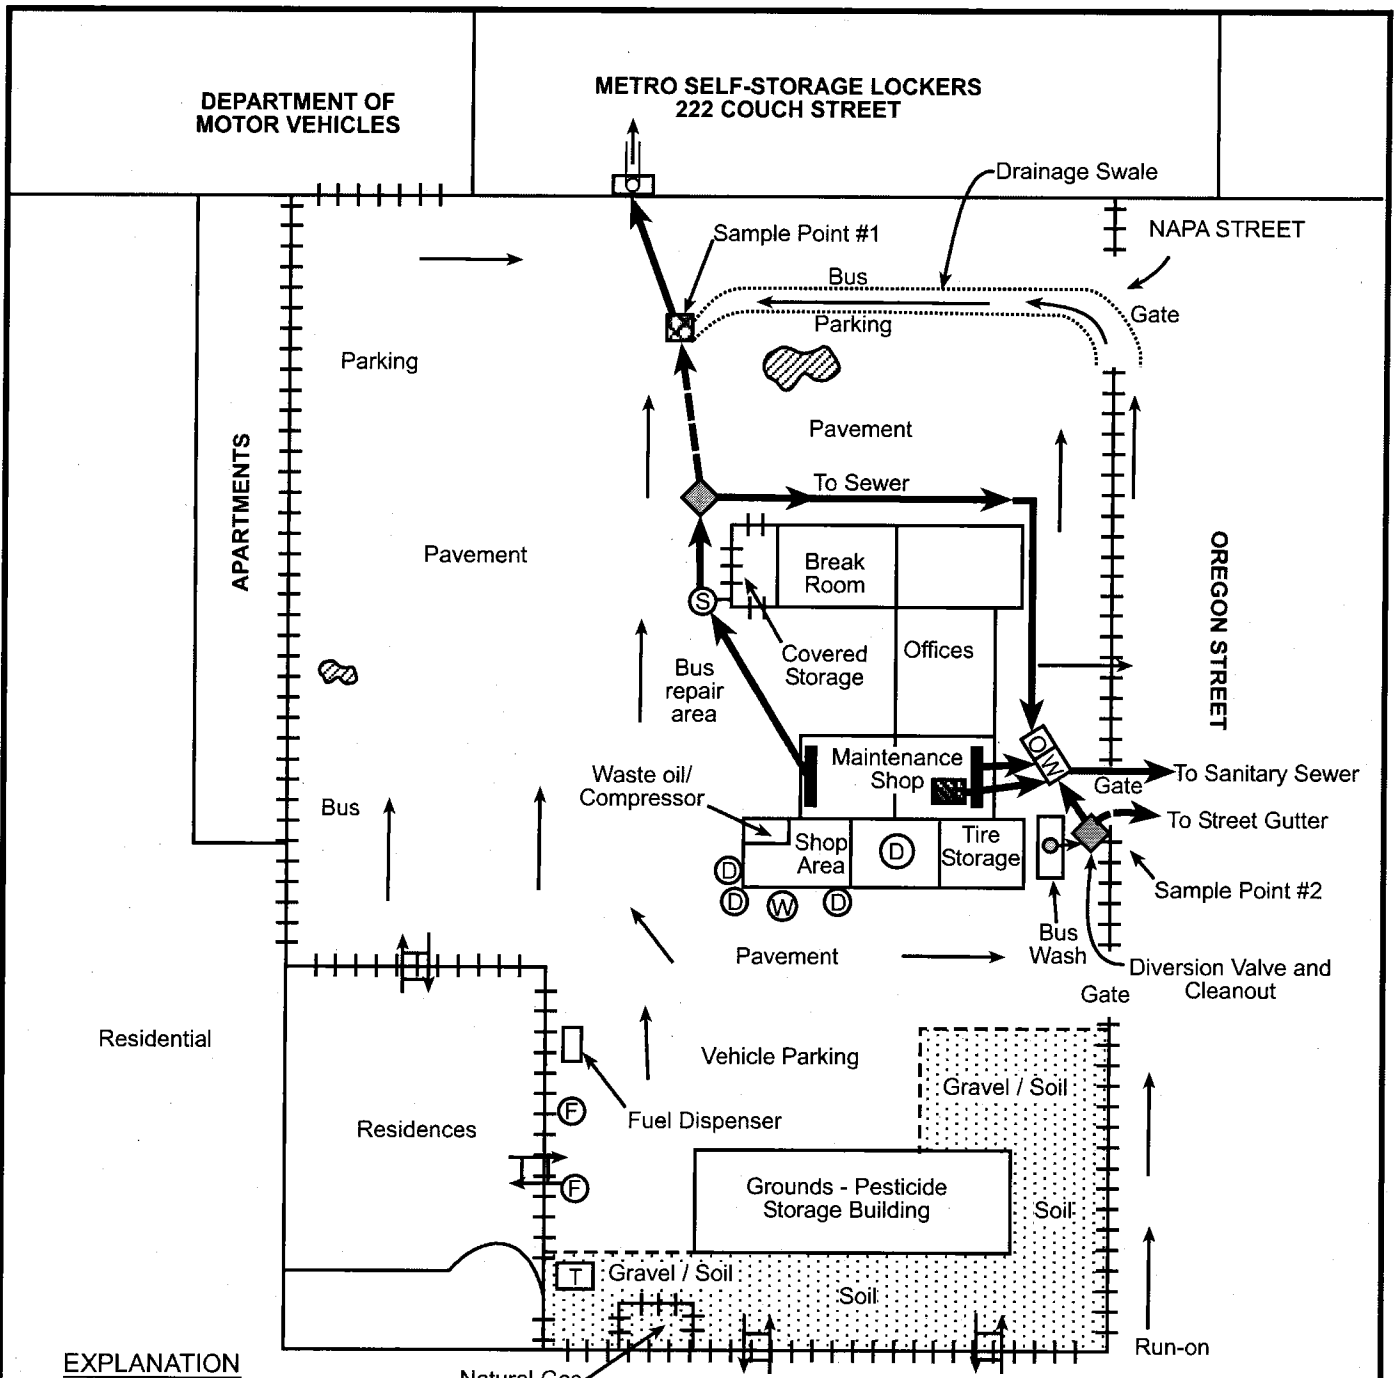 DEPARTMENT OF
MOTOR VEHICLES
METRO SELF-STORAGE LOCKERS
222 COUCH STREET
Drainage Swale
Sample Point #1
NAPA STREET
Bus
Gate
Parking
Parking
Pavement
APARTMENTS
To Sewer
Pavement
Break
Room
OREGON STREET
S
Covered
Storage
Offices
Bus
repair
area
O
W
Maintenance
Shop
Waste oil/
Compressor
To Sanitary Sewer
Gate
Bus
To Street Gutter
Shop
Area
D
Tire
Storage
D
D
W
D
Sample Point #2
Bus
Wash
Pavement
Diversion Valve and
Cleanout
Gate
Residential
Vehicle Parking
Gravel / Soil
F
Fuel Dispenser
Residences
F
Grounds - Pesticide
Storage Building
Soil
T
Gravel / Soil
Soil
Run-on
EXPLANATION
Natural Gas